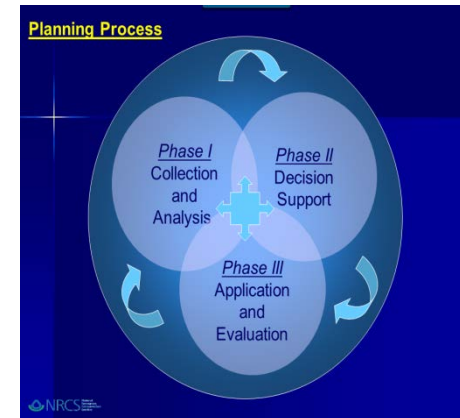 Planning Process
Phase I
Collection
and
Analysis
Phase II
Decision
Support
Phase III
Application
and
Evaluation
NRCS